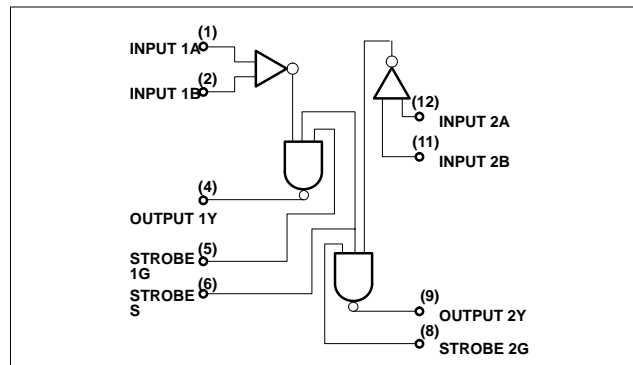 (1)
INPUT 1A
(2)
INPUT 1B
(12)
INPUT 2A
(11)
INPUT 2B
(4)
OUTPUT 1Y
(5)
STROBE
1G
(6)
STROBE
S
(9)
OUTPUT 2Y
(8)
STROBE 2G